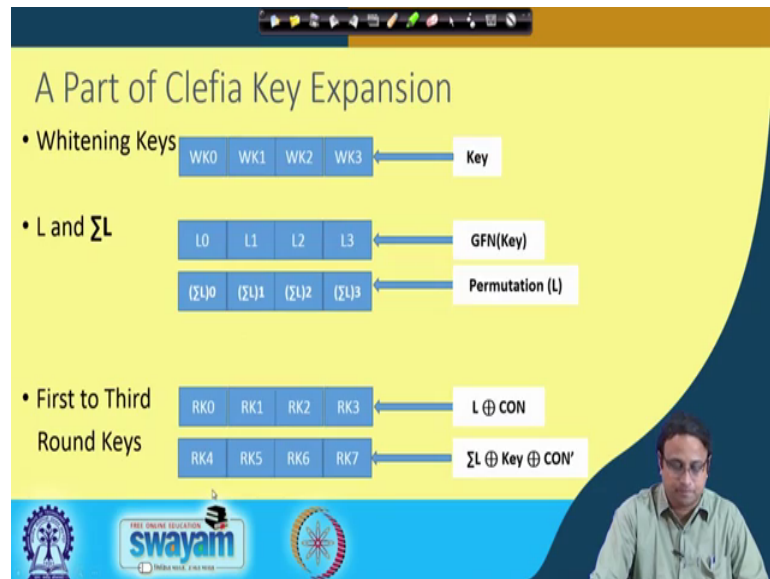 A Part of Clefia Key Expansion
• Whitening Keys
WK0 WK1 WK2 WK3
Key
• L and ∑L
L0 L1 L2 L3
GFN(Key)
(∑L)0 (∑L)1 (∑L)2 (∑L)3
Permutation (L)
• First to Third
Round Keys
RK0 RK1 RK2 RK3
L ⊕ CON
RK4 RK5 RK6 RK7
∑L ⊕ Key ⊕ CON'
FREE ONLINE EDUCATION
swayam